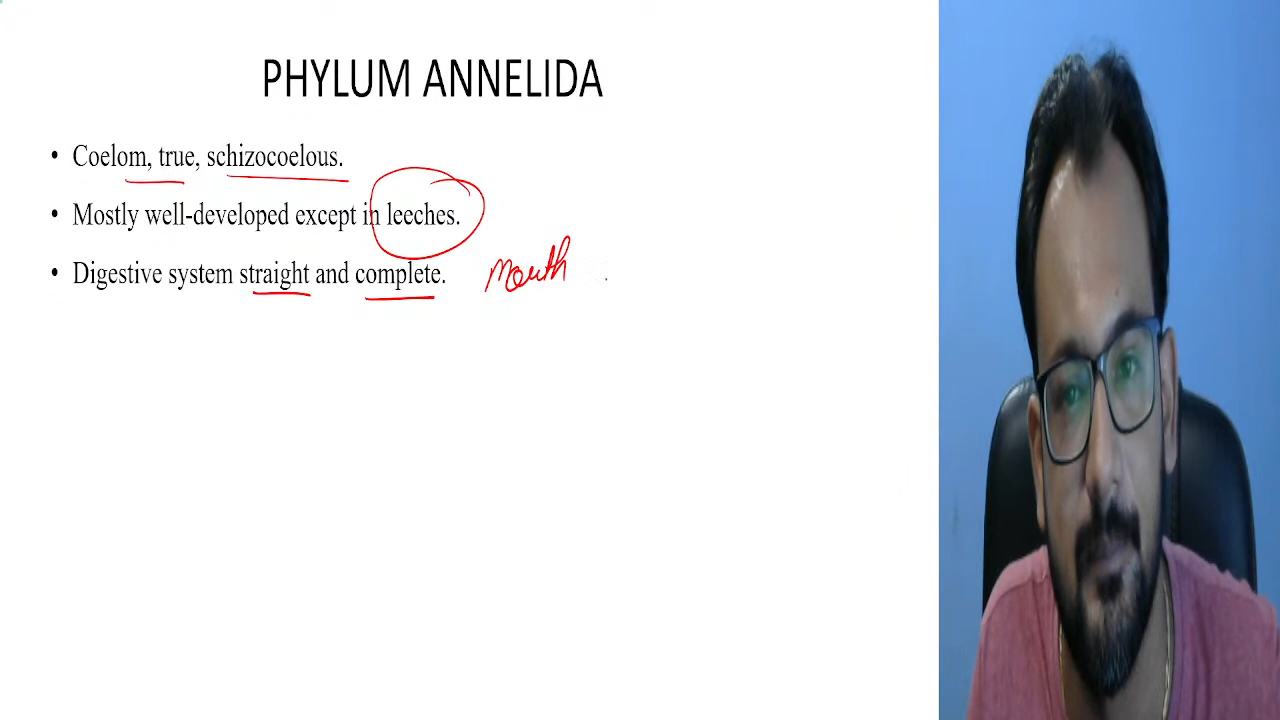 PHYLUM ANNELIDA
• Coelom, true, schizocoelous.
• Mostly well-developed except in leeches.
• Digestive system straight and complete. Mouth